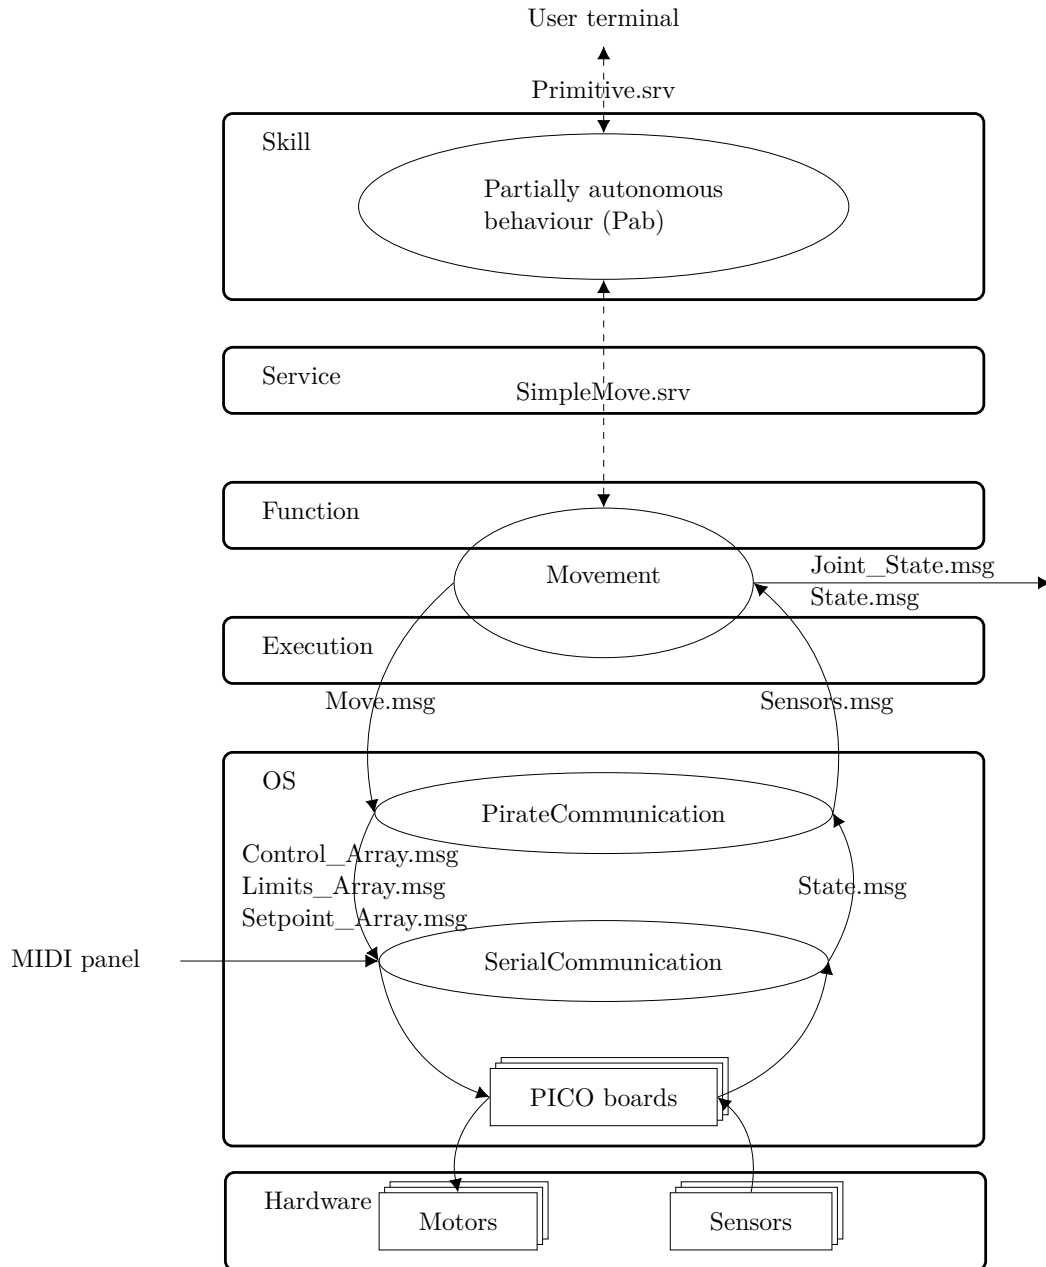 User terminal
Primitive.srv
Skill
Partially autonomous
behaviour (Pab)
Service
SimpleMove.srv
Function
Movement
Joint_State.msg
State.msg
Execution
Move.msg
Sensors.msg
OS
PirateCommunication
Control_Array.msg
Limits_Array.msg
Setpoint_Array.msg
State.msg
MIDI panel
SerialCommunication
PICO boards
Hardware
Motors
Sensors